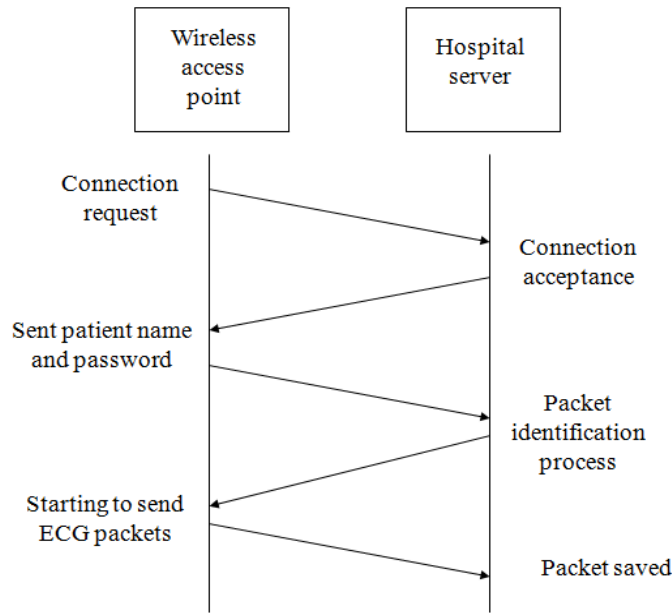 Wireless
access
point
Hospital
server
Connection
request
Connection
acceptance
Sent patient name
and password
Packet
identification
process
Starting to send
ECG packets
Packet saved